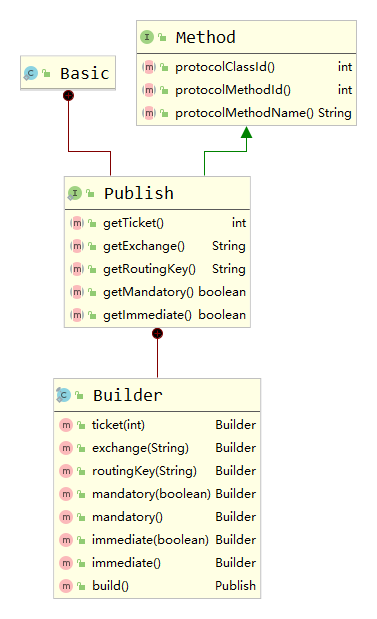 Method
protocolClassId() int
protocolMethodId() int
protocolMethodName() String
Basic
Publish
getTicket() int
getExchange() String
getRoutingKey() String
getMandatory() boolean
getImmediate() boolean
Builder
ticket(int) Builder
exchange(String) Builder
routingKey(String) Builder
mandatory(boolean) Builder
mandatory() Builder
immediate(boolean) Builder
immediate() Builder
build() Publish